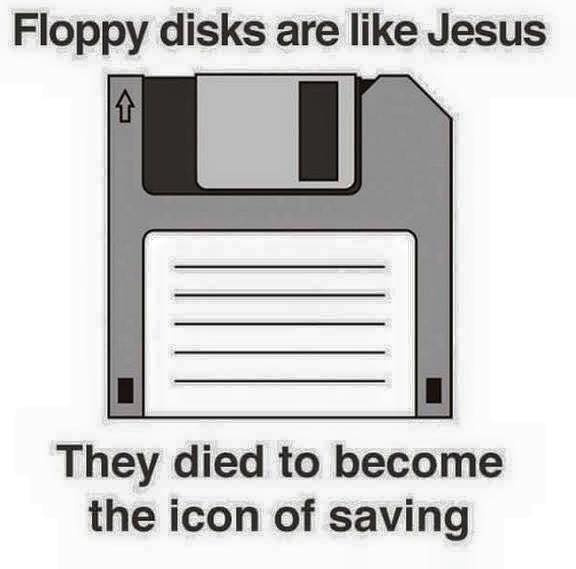 Floppy disks are like Jesus
They died to become
the icon of saving